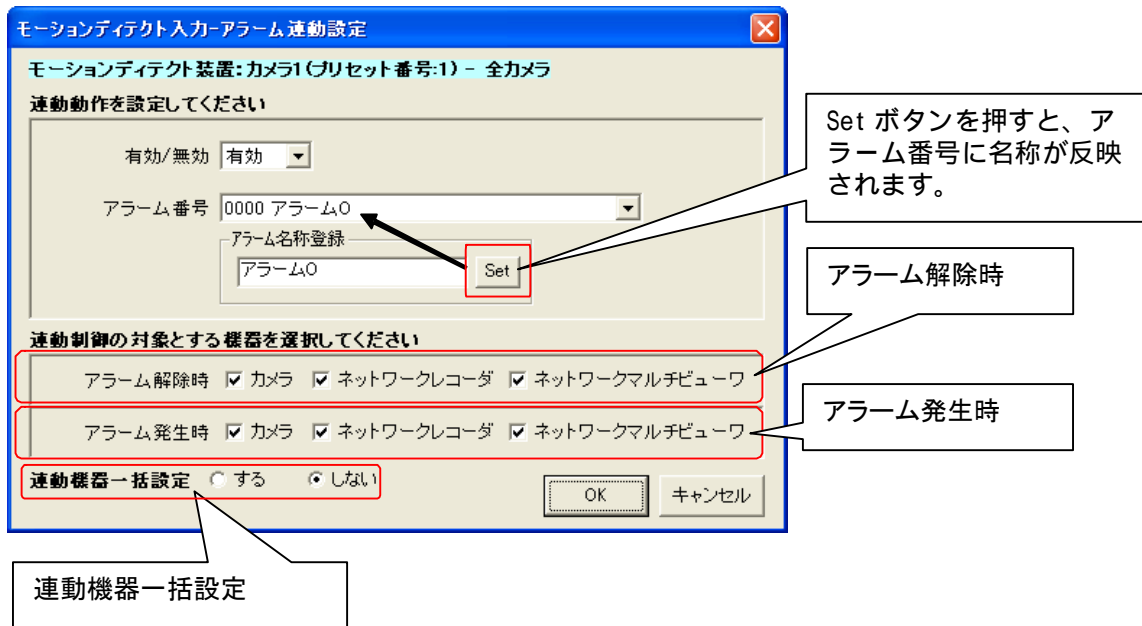 モーションディテクト入力-アラーム連動設定
モーションディテクト装置:カメラ1(プリセット番号:1) - 全カメラ
連動動作を設定してください
有効/無効 有効
アラーム番号 0000 アラーム0
アラーム名称登録
アラーム0 Set
Set ボタンを押すと、ア
ラーム番号に名称が反映
されます。
連動制御の対象とする機器を選択してください
アラーム解除時 カメラ ネットワークレコーダ ネットワークマルチビューワ
アラーム解除時
アラーム発生時 カメラ ネットワークレコーダ ネットワークマルチビューワ
アラーム発生時
連動機器一括設定 する しない
OK キャンセル
連動機器一括設定